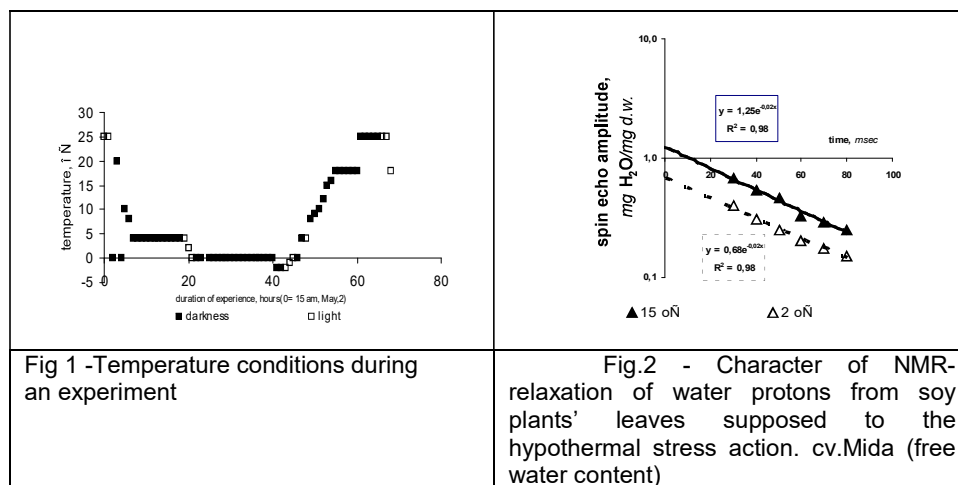 30
25
20
15
10
5
0
-5
temperature, î Ñ
0 20 40 60 80
duration of experience, hours(0= 15 am, May,2)
■ darkness □ light
Fig 1 -Temperature conditions during
an experiment
10,0
1,0
0,1
spin echo amplitude,
mg H₂O/mg d.w.
y = 1,25e^-0,02x
R² = 0,98
time, msec
0 20 40 60 80 100
y = 0,68e^-0,02x
R² = 0,98
▲ 15 oÑ △ 2 oÑ
Fig.2 - Character of NMR-
relaxation of water protons from soy
plants’ leaves supposed to the
hypothermal stress action. cv.Mida (free
water content)